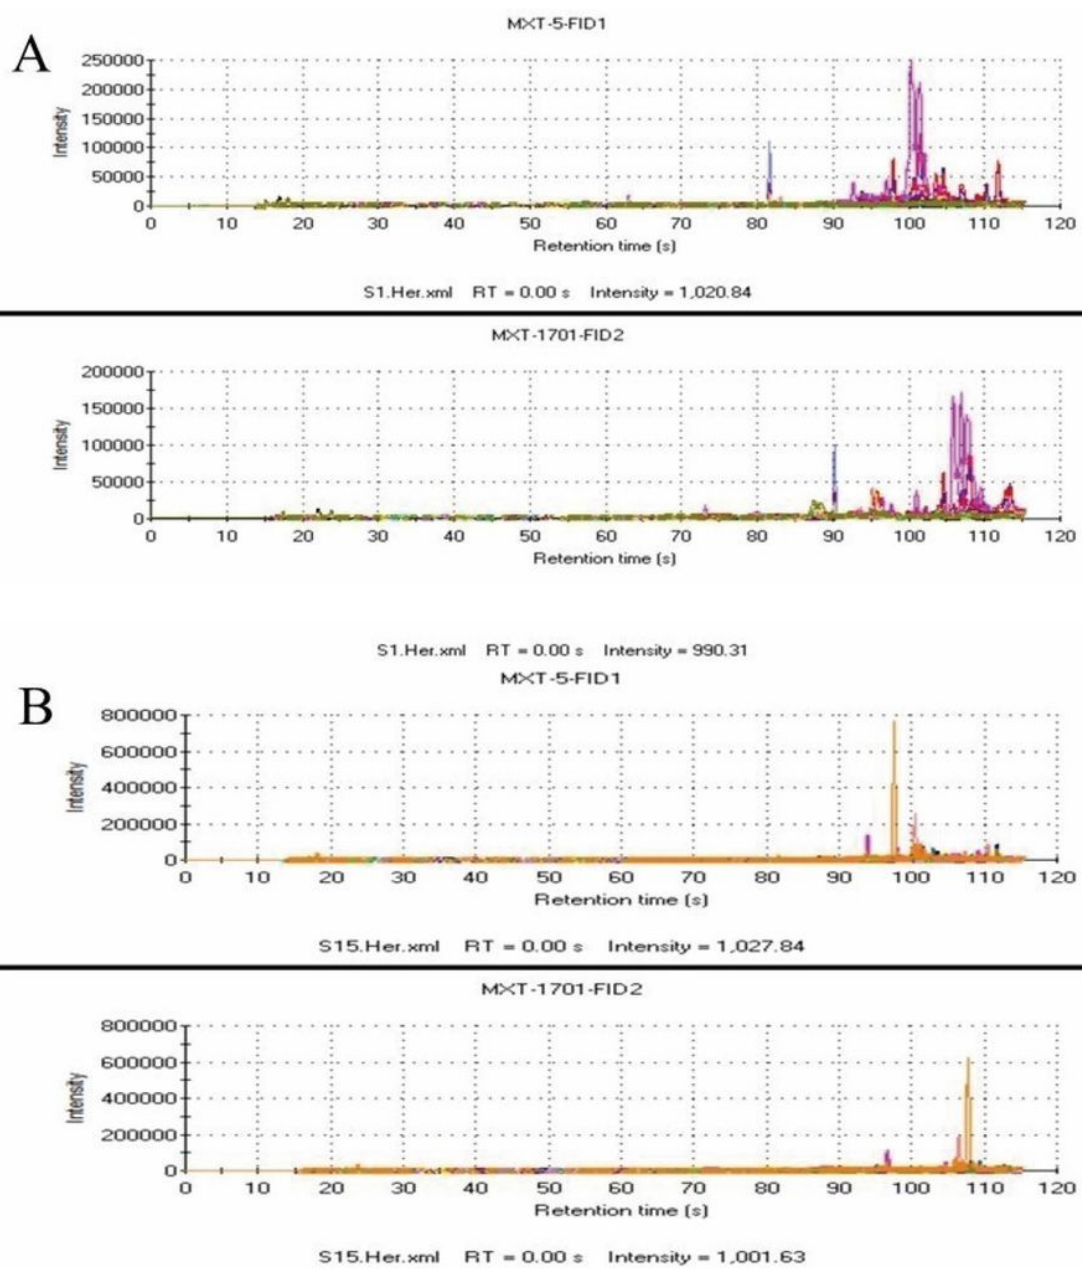 A
MXT-5-FID1
250000
200000
150000
100000
50000
0
Intensity
0 10 20 30 40 50 60 70 80 90 100 110 120
Retention time (s)
S1.Her.xml RT = 0.00 s Intensity = 1,020.84
MXT-1701-FID2
200000
150000
100000
50000
0
Intensity
0 10 20 30 40 50 60 70 80 90 100 110 120
Retention time (s)
S1.Her.xml RT = 0.00 s Intensity = 990.31
B
MXT-5-FID1
800000
600000
400000
200000
0
Intensity
0 10 20 30 40 50 60 70 80 90 100 110 120
Retention time (s)
S15.Her.xml RT = 0.00 s Intensity = 1,027.84
MXT-1701-FID2
800000
600000
400000
200000
0
Intensity
0 10 20 30 40 50 60 70 80 90 100 110 120
Retention time (s)
S15.Her.xml RT = 0.00 s Intensity = 1,001.63